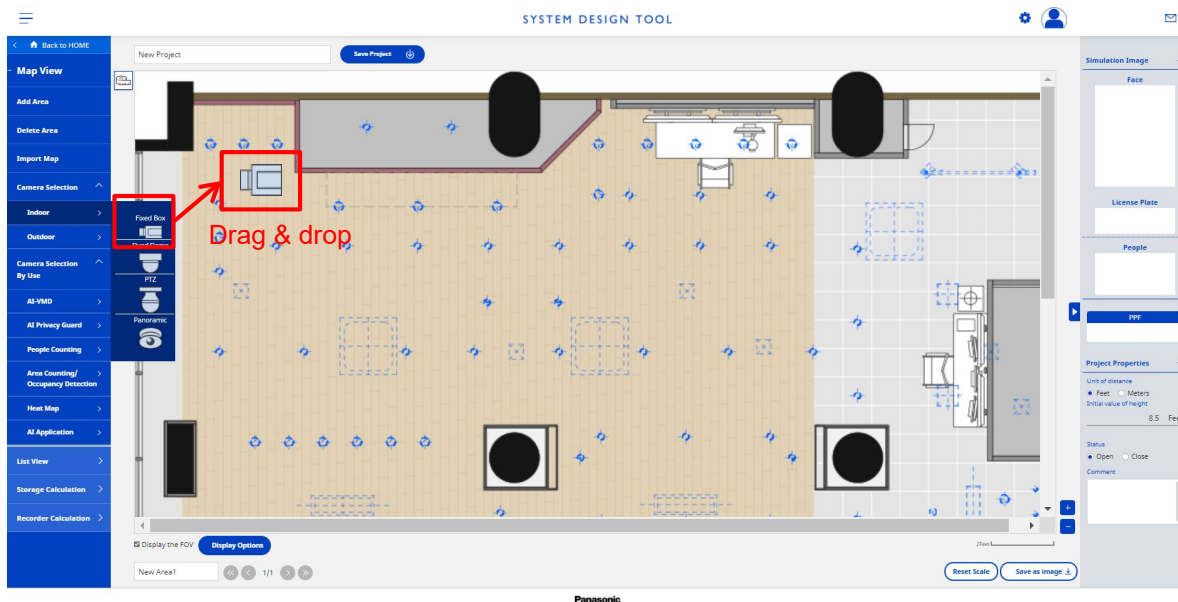 SYSTEM DESIGN TOOL
Back to HOME
New Project
Save Project
Map View
Add Area
Delete Area
Import Map
Camera Selection
Indoor
Outdoor
Camera Selection
By Use
AI-VMD
AI Privacy Guard
People Counting
Area Counting/
Occupancy Detection
Heat Map
AI Application
List View
Storage Calculation
Recorder Calculation
Fixed Box
Fixed Dome
PTZ
Panoramic
Drag & drop
Simulation Image
Face
License Plate
People
PPF
Project Properties
Unit of distance
Feet Meters
Initial value of height
8.5 Fee
Status
Open Close
Comment
Display the FOV
Display Options
2Feet
New Area1
1/1
Reset Scale
Save as image
Panasonic